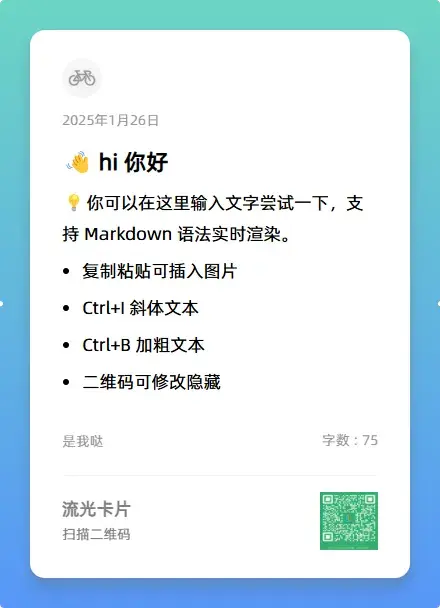 2025年1月26日
👋 hi 你好
💡你可以在这里输入文字尝试一下，支
持 Markdown 语法实时渲染。
• 复制粘贴可插入图片
• Ctrl+I 斜体文本
• Ctrl+B 加粗文本
• 二维码可修改隐藏
是我哒
字数：75
流光卡片
扫描二维码